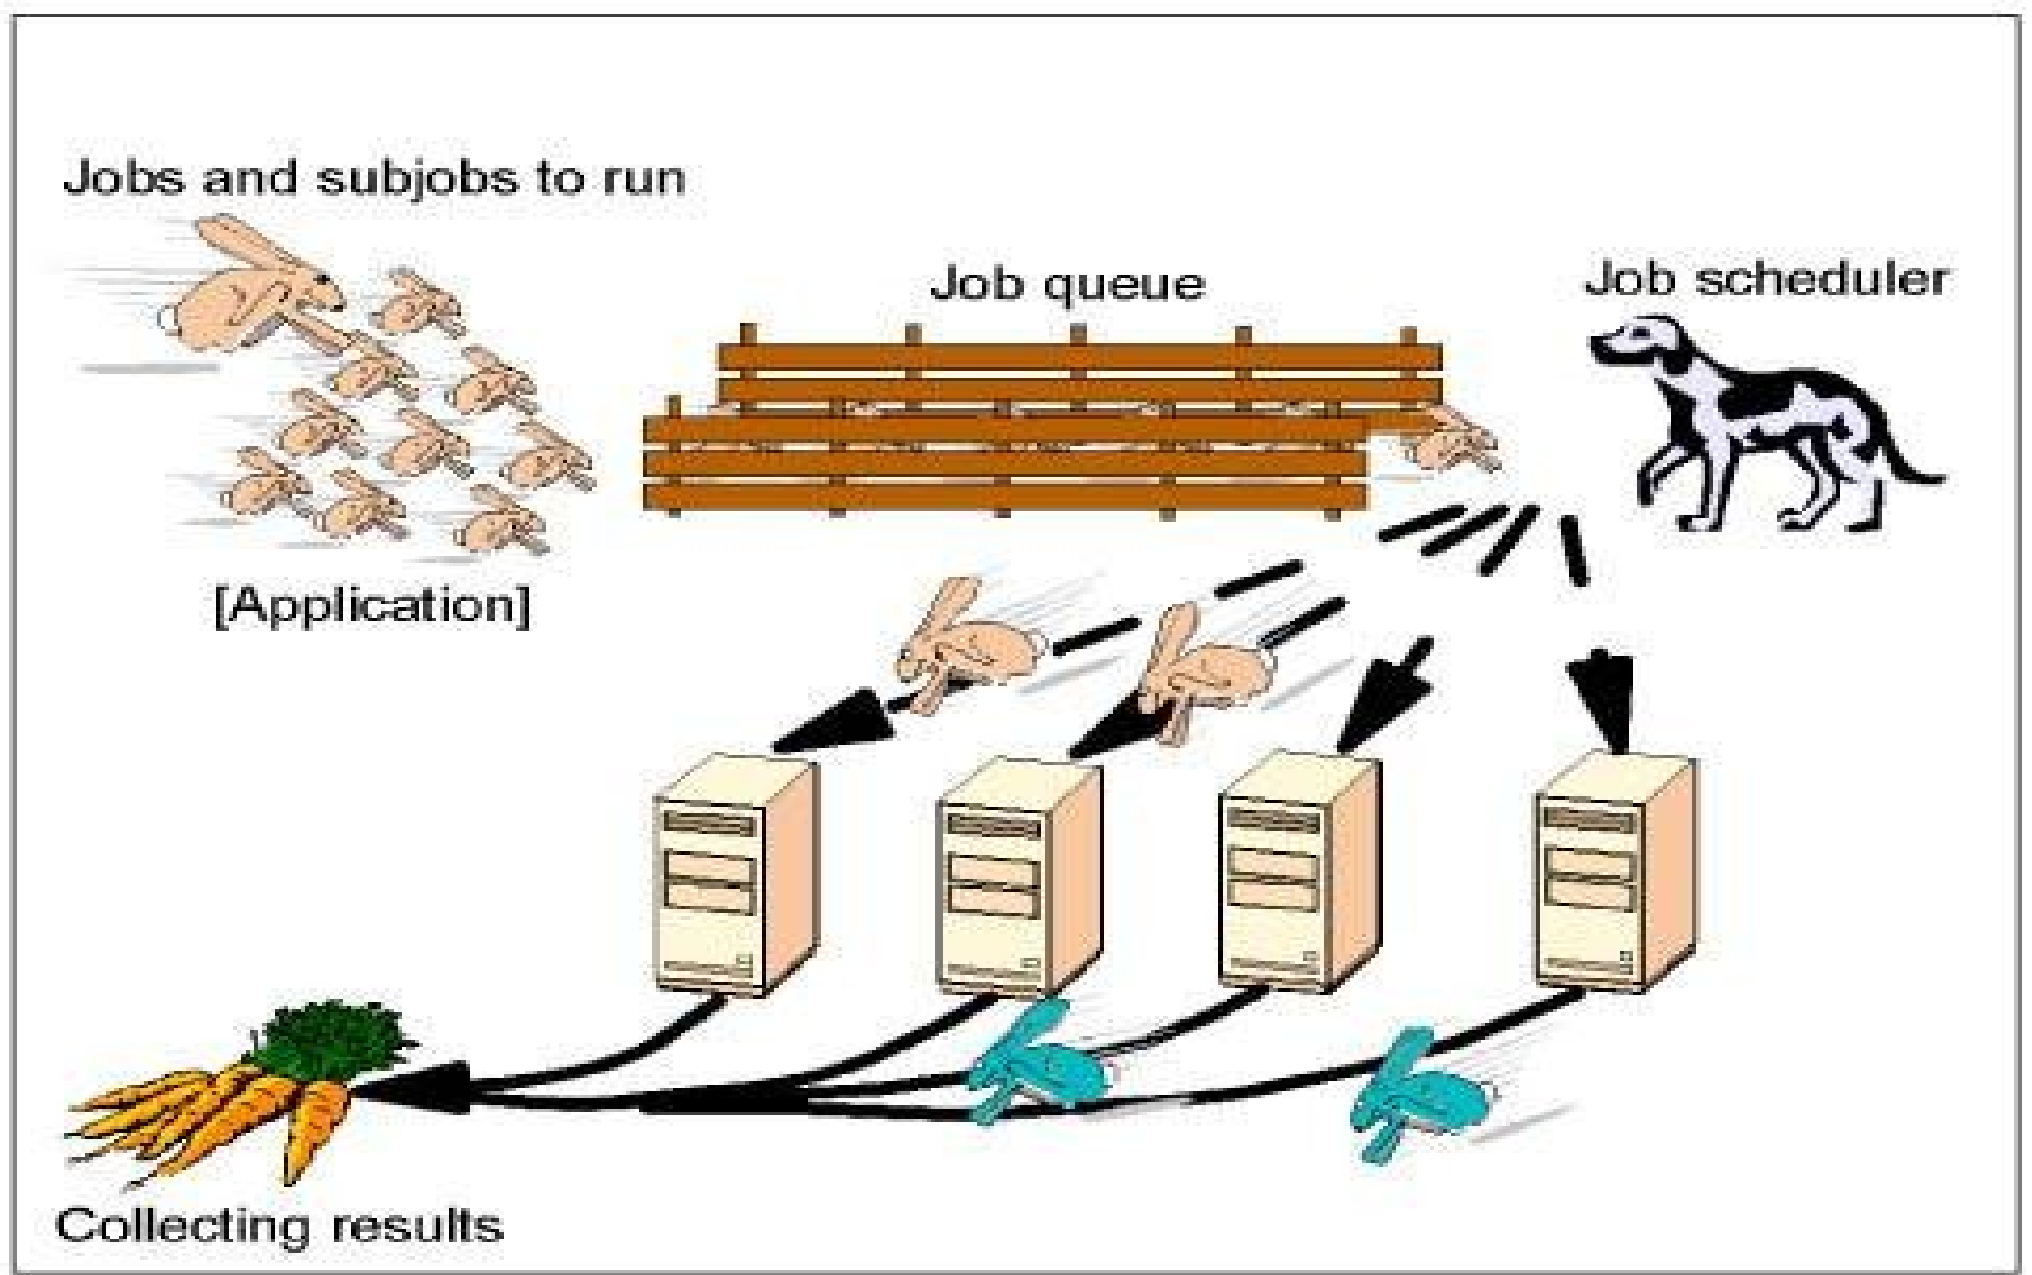 Jobs and subjobs to run
Job queue
Job scheduler
[Application]
Collecting results